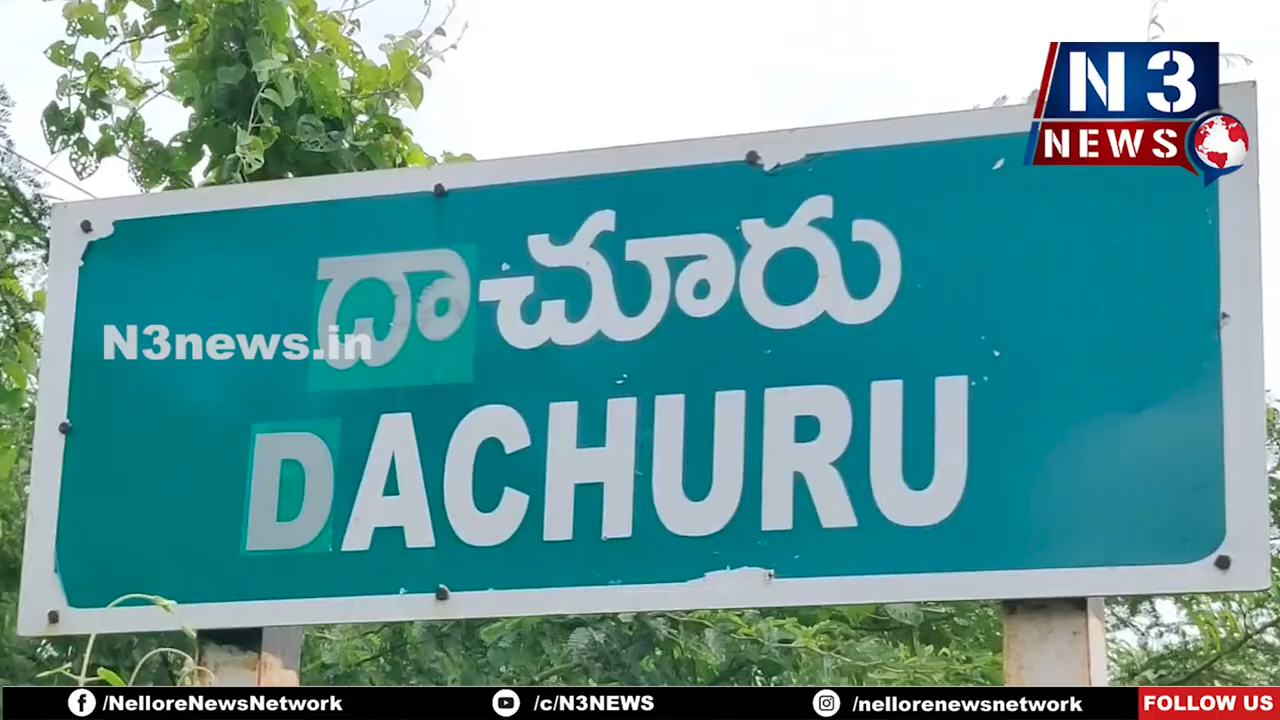 N3
NEWS
దాచూరు
N3news.in
DACHURU
/NelloreNewsNetwork
/c/N3NEWS
/nellorenewsnetwork
FOLLOW US